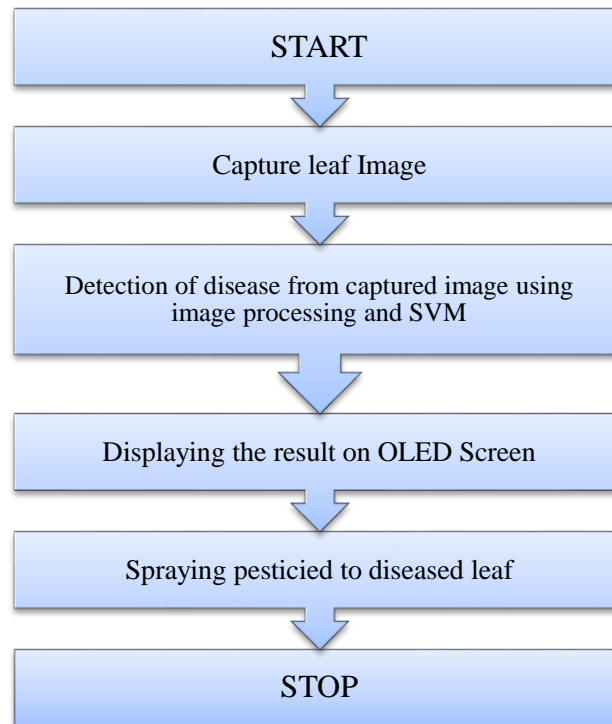 START
Capture leaf Image
Detection of disease from captured image using
image processing and SVM
Displaying the result on OLED Screen
Spraying pesticied to diseased leaf
STOP